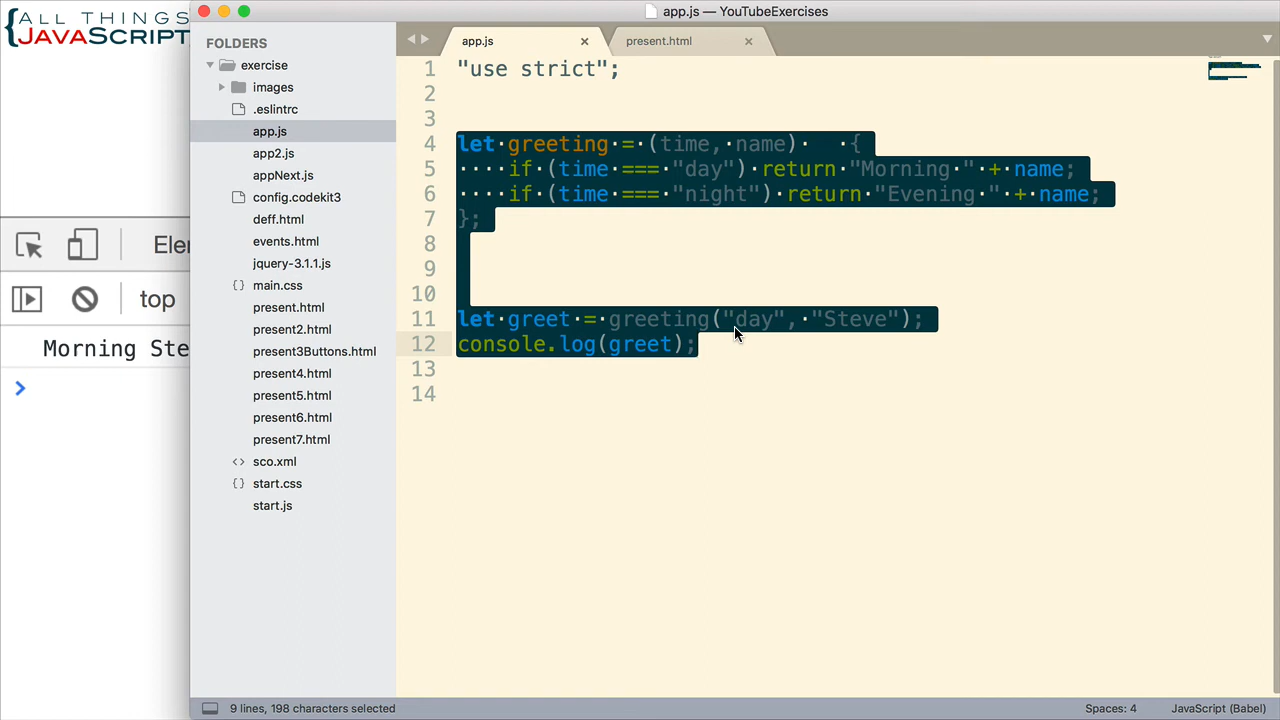 {ALL THINGS
JAVASCRIPT
Ele
top
Morning Ste
>
app.js — YouTubeExercises
FOLDERS
exercise
images
.eslintrc
app.js
app2.js
appNext.js
config.codekit3
deff.html
events.html
jquery-3.1.1.js
{} main.css
present.html
present2.html
present3Buttons.html
present4.html
present5.html
present6.html
present7.html
<> sco.xml
{} start.css
start.js
app.js ×
present.html ×
1 "use strict";
2
3
4 let greeting = (time, name)   {
5     if (time === "day") return "Morning " + name;
6     if (time === "night") return "Evening " + name;
7 };
8
9
10
11 let greet = greeting("day", "Steve");
12 console.log(greet);
13
14
9 lines, 198 characters selected
Spaces: 4
JavaScript (Babel)